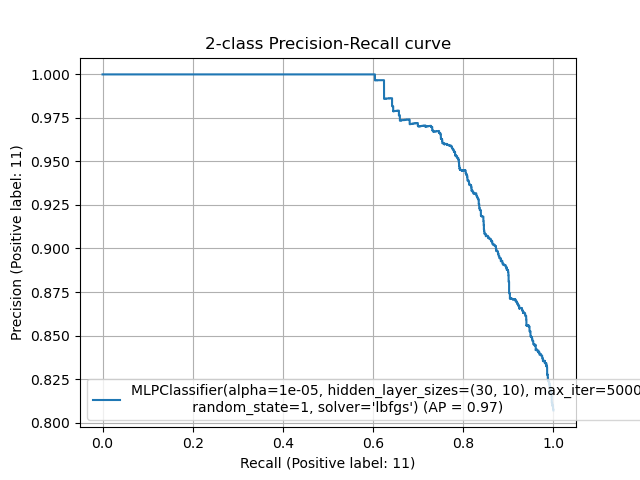 2-class Precision-Recall curve
1.000
0.975
0.950
0.925
0.900
0.875
0.850
0.825
0.800
Precision (Positive label: 11)
MLPClassifier(alpha=1e-05, hidden_layer_sizes=(30, 10), max_iter=5000
random_state=1, solver='lbfgs') (AP = 0.97)
0.0 0.2 0.4 0.6 0.8 1.0
Recall (Positive label: 11)